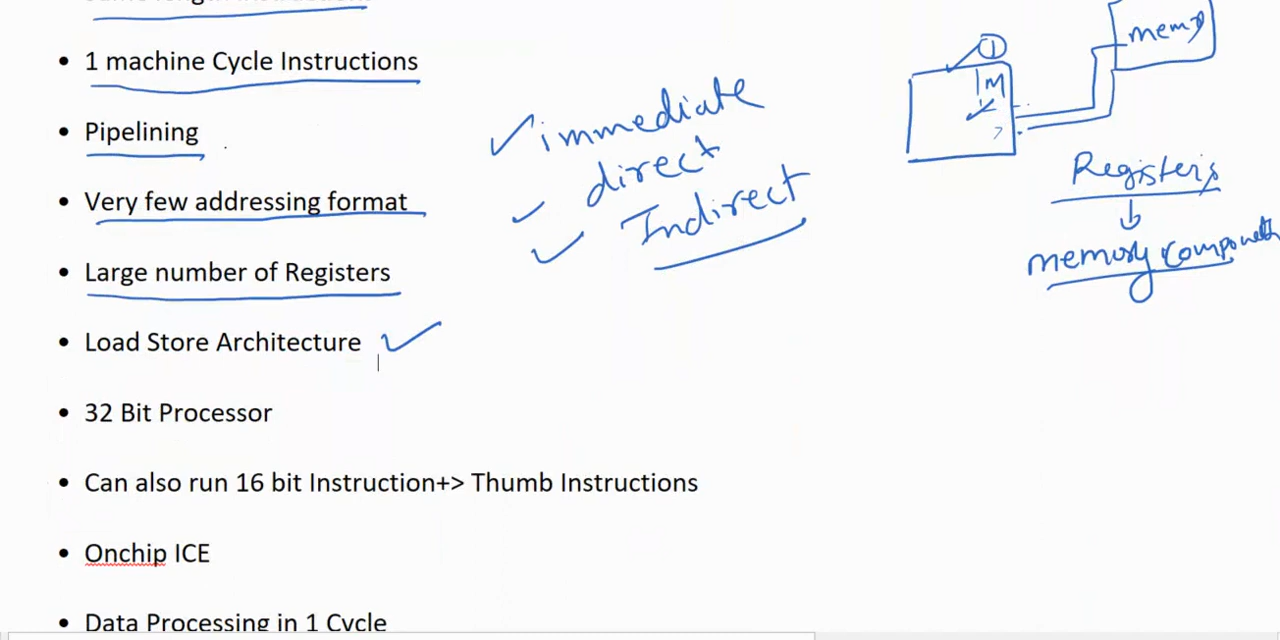 • 1 machine Cycle Instructions
• Pipelining
• Very few addressing format
• Large number of Registers
• Load Store Architecture
• 32 Bit Processor
• Can also run 16 bit Instruction+> Thumb Instructions
• Onchip ICE
• Data Processing in 1 Cycle
immediate
direct
Indirect
1
M
memy
Registers
memory